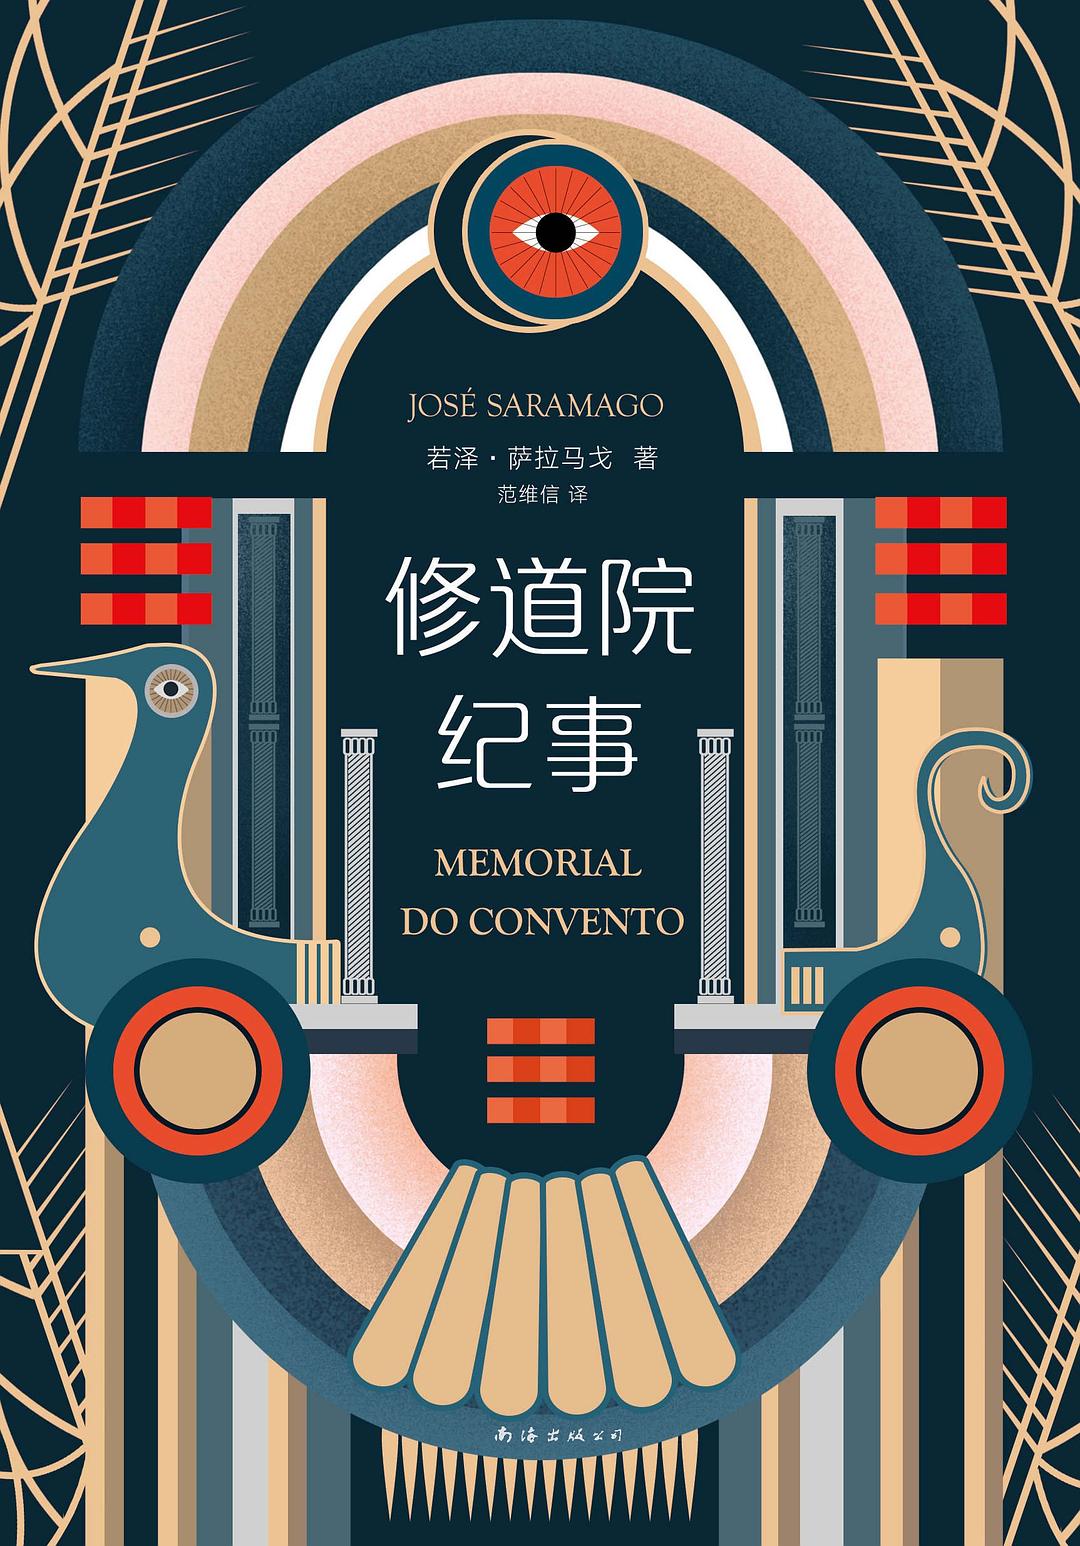 JOSÉ SARAMAGO
若泽·萨拉马戈 著
范维信 译
修道院
纪事
MEMORIAL
DO CONVENTO
南海出版公司